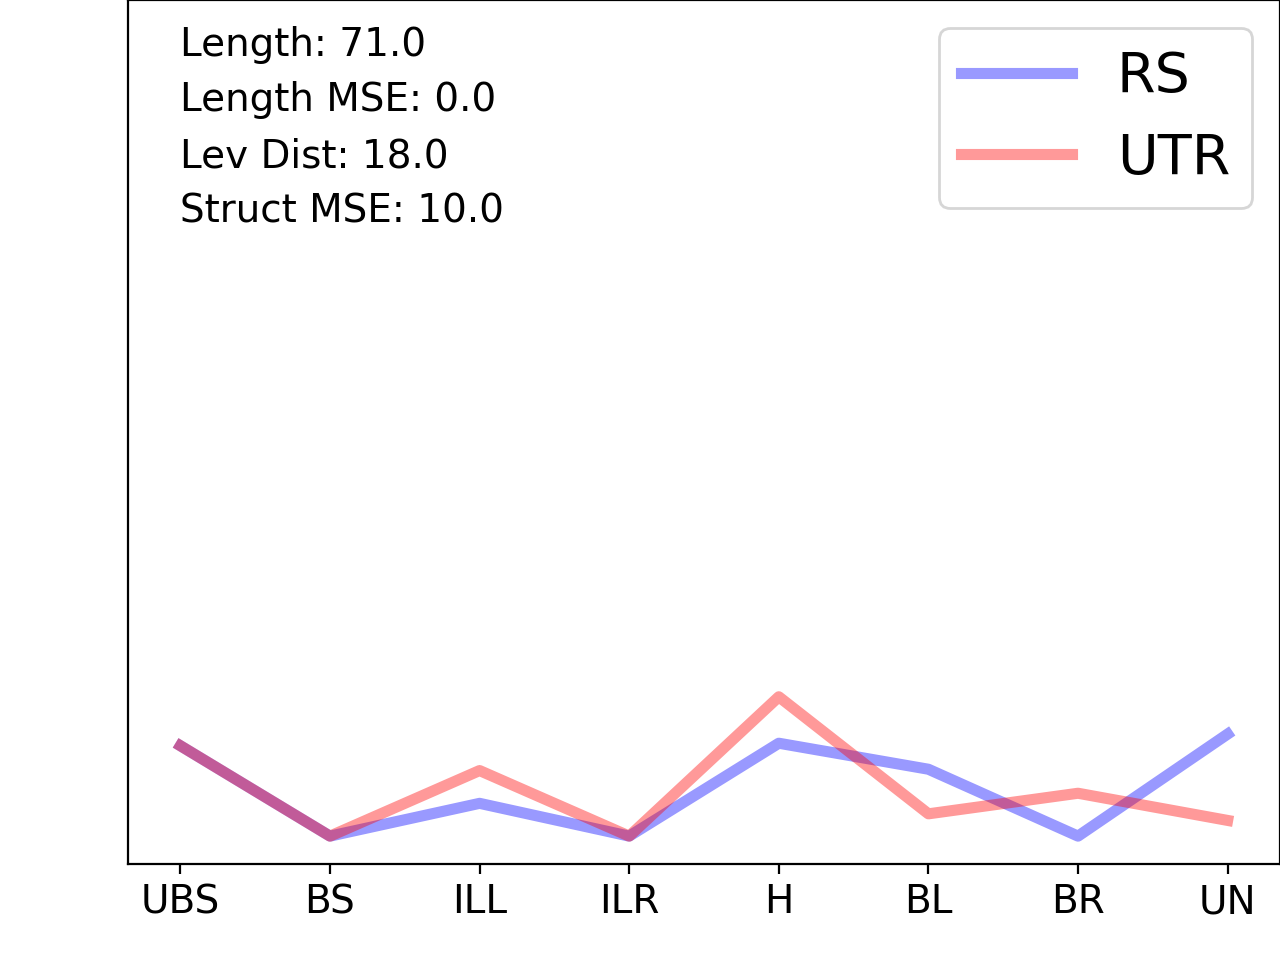 Length: 71.0
Length MSE: 0.0
Lev Dist: 18.0
Struct MSE: 10.0
RS
UTR
UBS BS ILL ILR H BL BR UN